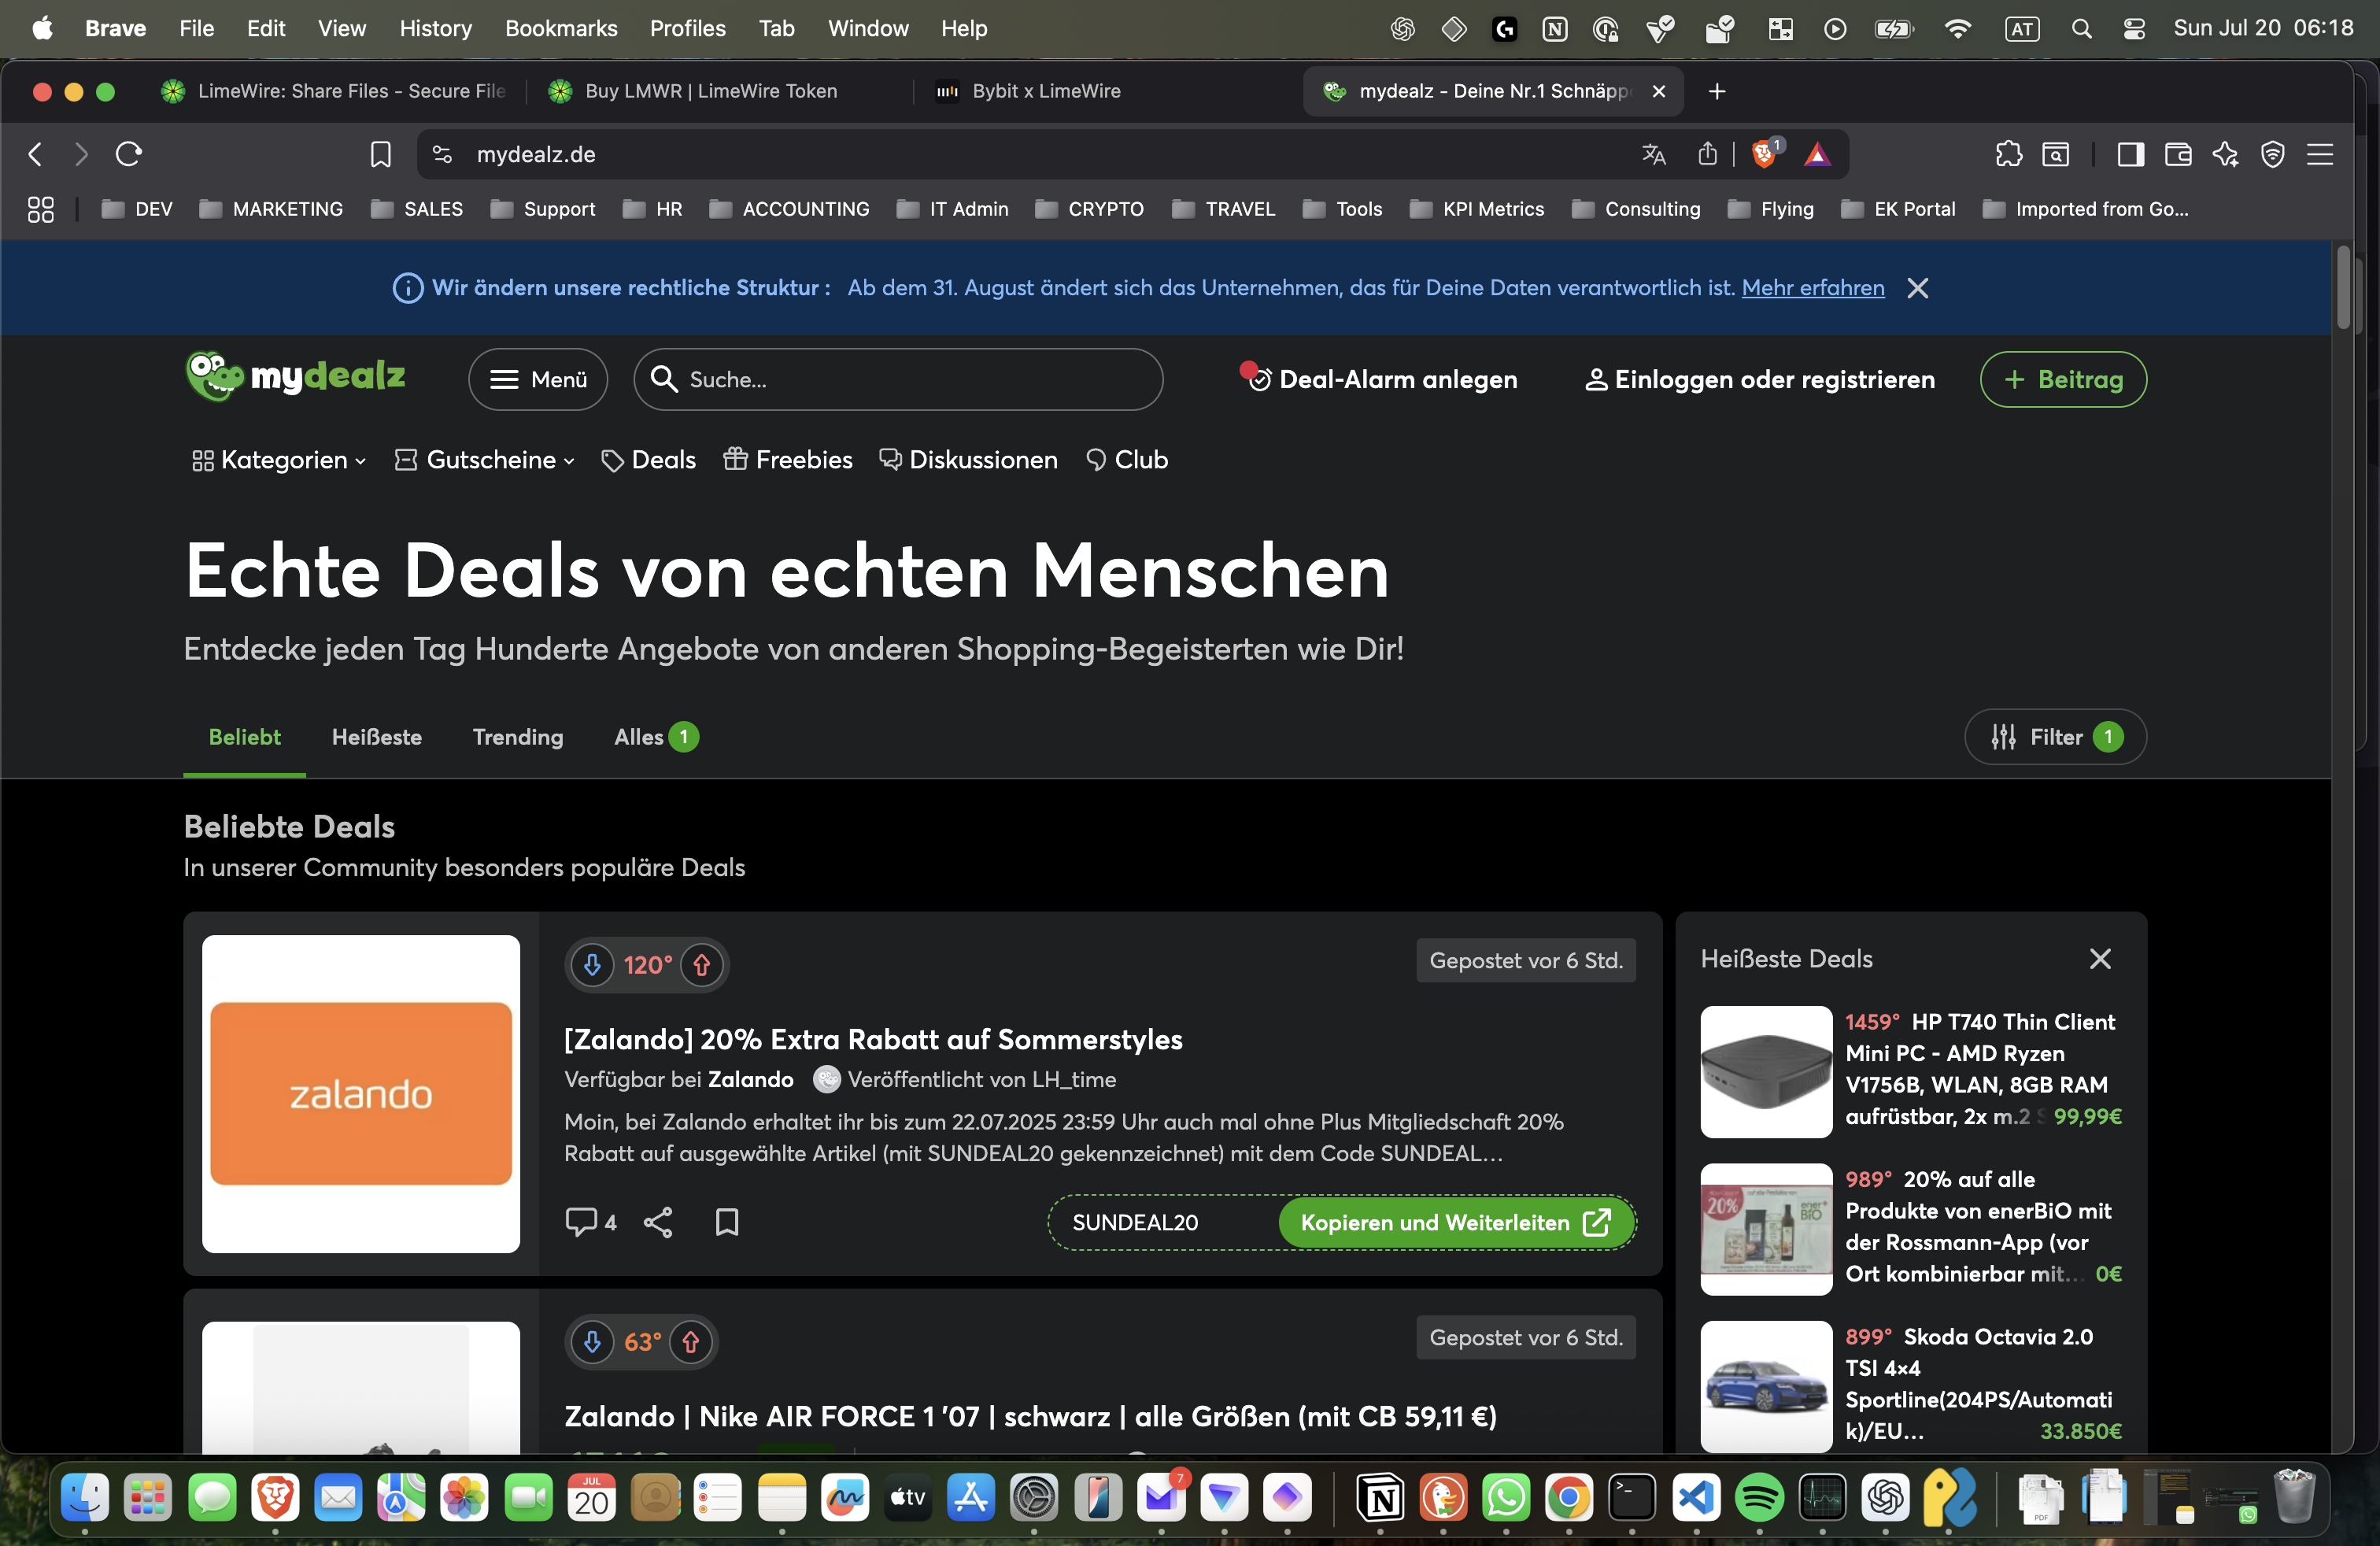 Brave File Edit View History Bookmarks Profiles Tab Window Help AT Sun Jul 20 06:18
LimeWire: Share Files - Secure File
Buy LMWR | LimeWire Token
Bybit x LimeWire
mydealz - Deine Nr.1 Schnäpp
mydealz.de
1
DEV MARKETING SALES Support HR ACCOUNTING IT Admin CRYPTO TRAVEL Tools KPI Metrics Consulting Flying EK Portal Imported from Go...
Wir ändern unsere rechtliche Struktur : Ab dem 31. August ändert sich das Unternehmen, das für Deine Daten verantwortlich ist. Mehr erfahren
mydealz
Menü
Suche...
Deal-Alarm anlegen
Einloggen oder registrieren
+ Beitrag
Kategorien Gutscheine Deals Freebies Diskussionen Club
Echte Deals von echten Menschen
Entdecke jeden Tag Hunderte Angebote von anderen Shopping-Begeisterten wie Dir!
Beliebt Heißeste Trending Alles 1
Filter 1
Beliebte Deals
In unserer Community besonders populäre Deals
zalando
120°
Gepostet vor 6 Std.
[Zalando] 20% Extra Rabatt auf Sommerstyles
Verfügbar bei Zalando Veröffentlicht von LH_time
Moin, bei Zalando erhaltet ihr bis zum 22.07.2025 23:59 Uhr auch mal ohne Plus Mitgliedschaft 20%
Rabatt auf ausgewählte Artikel (mit SUNDEAL20 gekennzeichnet) mit dem Code SUNDEAL...
4
SUNDEAL20
Kopieren und Weiterleiten
63°
Gepostet vor 6 Std.
Zalando | Nike AIR FORCE 1 '07 | schwarz | alle Größen (mit CB 59,11 €)
Heißeste Deals
1459° HP T740 Thin Client
Mini PC - AMD Ryzen
V1756B, WLAN, 8GB RAM
aufrüstbar, 2x m.2 S 99,99€
20%
enerBiO
989° 20% auf alle
Produkte von enerBiO mit
der Rossmann-App (vor
Ort kombinierbar mit... 0€
899° Skoda Octavia 2.0
TSI 4×4
Sportline(204PS/Automati
k)/EU... 33.850€
JUL
20
tv
7
PDF